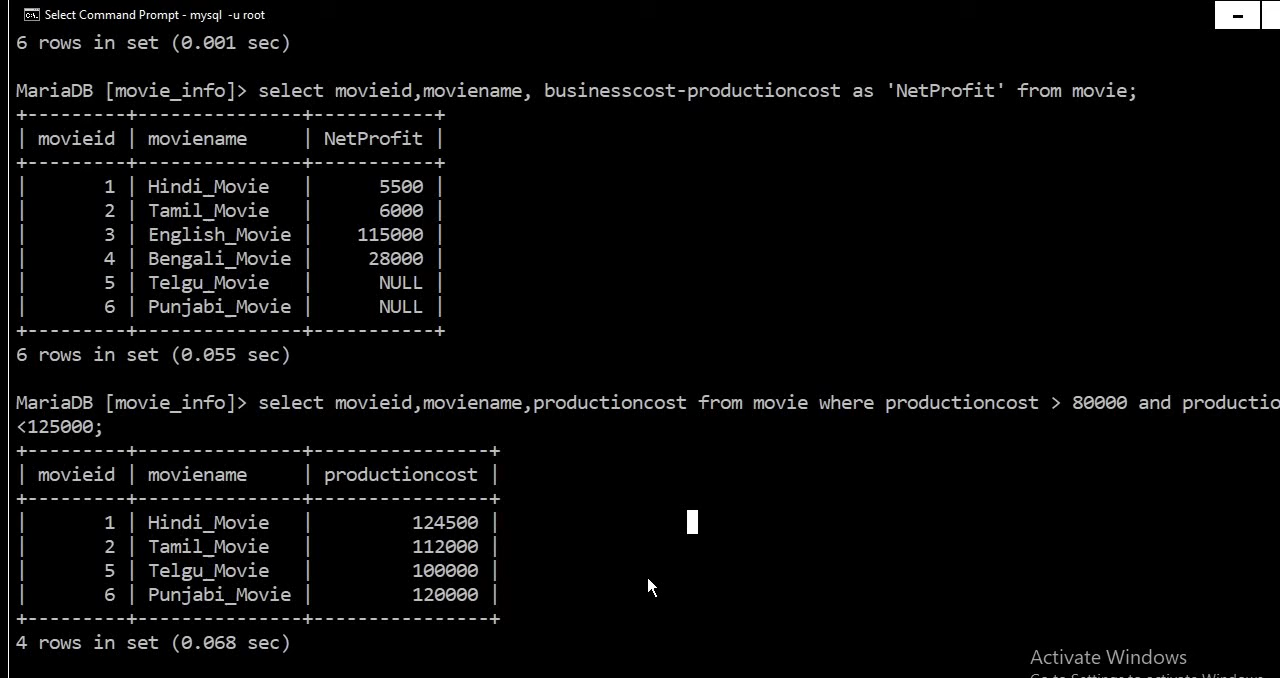 Select Command Prompt - mysql -u root
6 rows in set (0.001 sec)
MariaDB [movie_info]> select movieid,moviename, businesscost-productioncost as 'NetProfit' from movie;
+---------+---------------+-----------+
| movieid | moviename     | NetProfit |
+---------+---------------+-----------+
|       1 | Hindi_Movie   |      5500 |
|       2 | Tamil_Movie   |      6000 |
|       3 | English_Movie |    115000 |
|       4 | Bengali_Movie |     28000 |
|       5 | Telgu_Movie   |      NULL |
|       6 | Punjabi_Movie |      NULL |
+---------+---------------+-----------+
6 rows in set (0.055 sec)
MariaDB [movie_info]> select movieid,moviename,productioncost from movie where productioncost > 80000 and productio
<125000;
+---------+---------------+----------------+
| movieid | moviename     | productioncost |
+---------+---------------+----------------+
|       1 | Hindi_Movie   |         124500 |
|       2 | Tamil_Movie   |         112000 |
|       5 | Telgu_Movie   |         100000 |
|       6 | Punjabi_Movie |         120000 |
+---------+---------------+----------------+
4 rows in set (0.068 sec)
Activate Windows